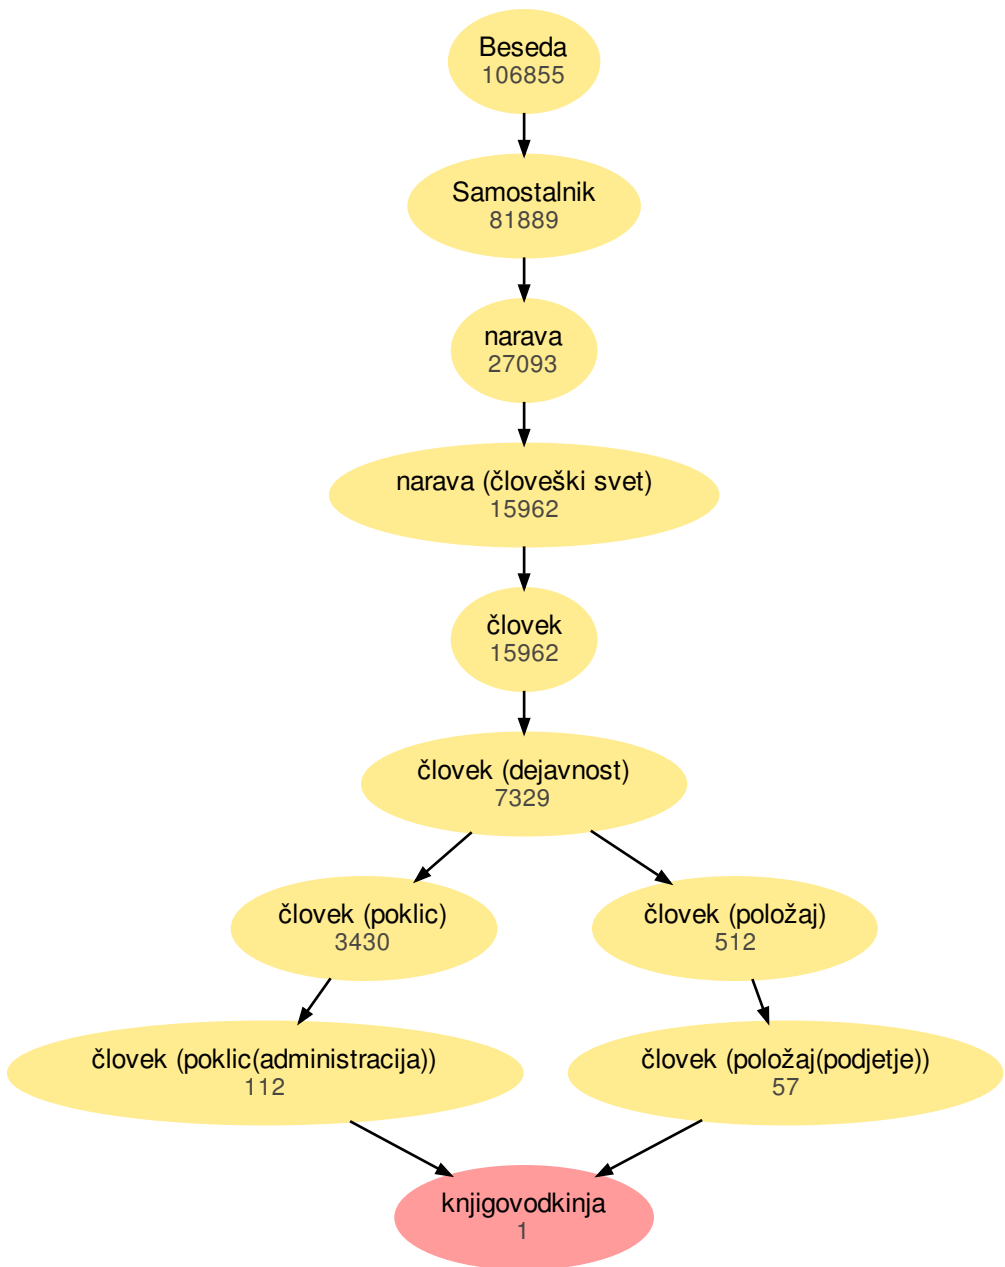 Beseda
106855
Samostalnik
81889
narava
27093
narava (človeški svet)
15962
človek
15962
človek (dejavnost)
7329
človek (poklic)
3430
človek (položaj)
512
človek (poklic(administracija))
112
človek (položaj(podjetje))
57
knjigovodkinja
1